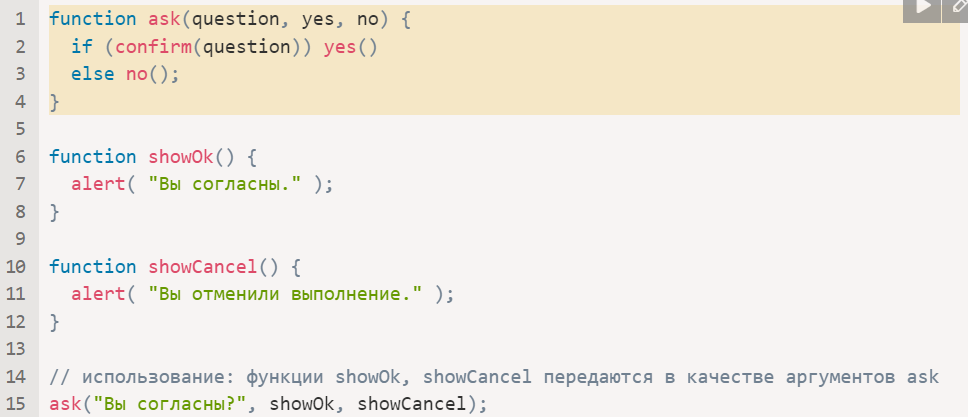 1 function ask(question, yes, no) {
2 if (confirm(question)) yes()
3 else no();
4 }
5
6 function showOk() {
7 alert( "Вы согласны." );
8 }
9
10 function showCancel() {
11 alert( "Вы отменили выполнение." );
12 }
13
14 // использование: функции showOk, showCancel передаются в качестве аргументов ask
15 ask("Вы согласны?", showOk, showCancel);